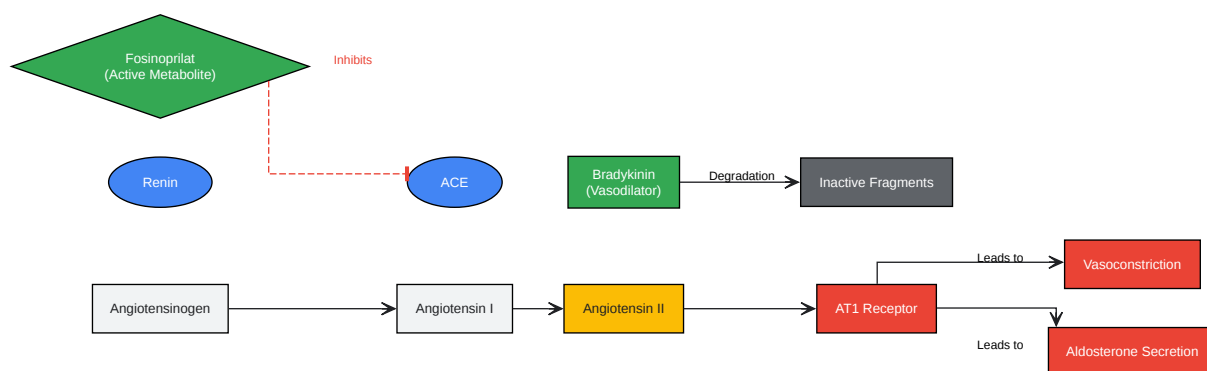 Fosinoprilat
(Active Metabolite)
Inhibits
Renin
ACE
Bradykinin
(Vasodilator)
Degradation
Inactive Fragments
Leads to
Vasoconstriction
Angiotensinogen
Angiotensin I
Angiotensin II
AT1 Receptor
Leads to
Aldosterone Secretion